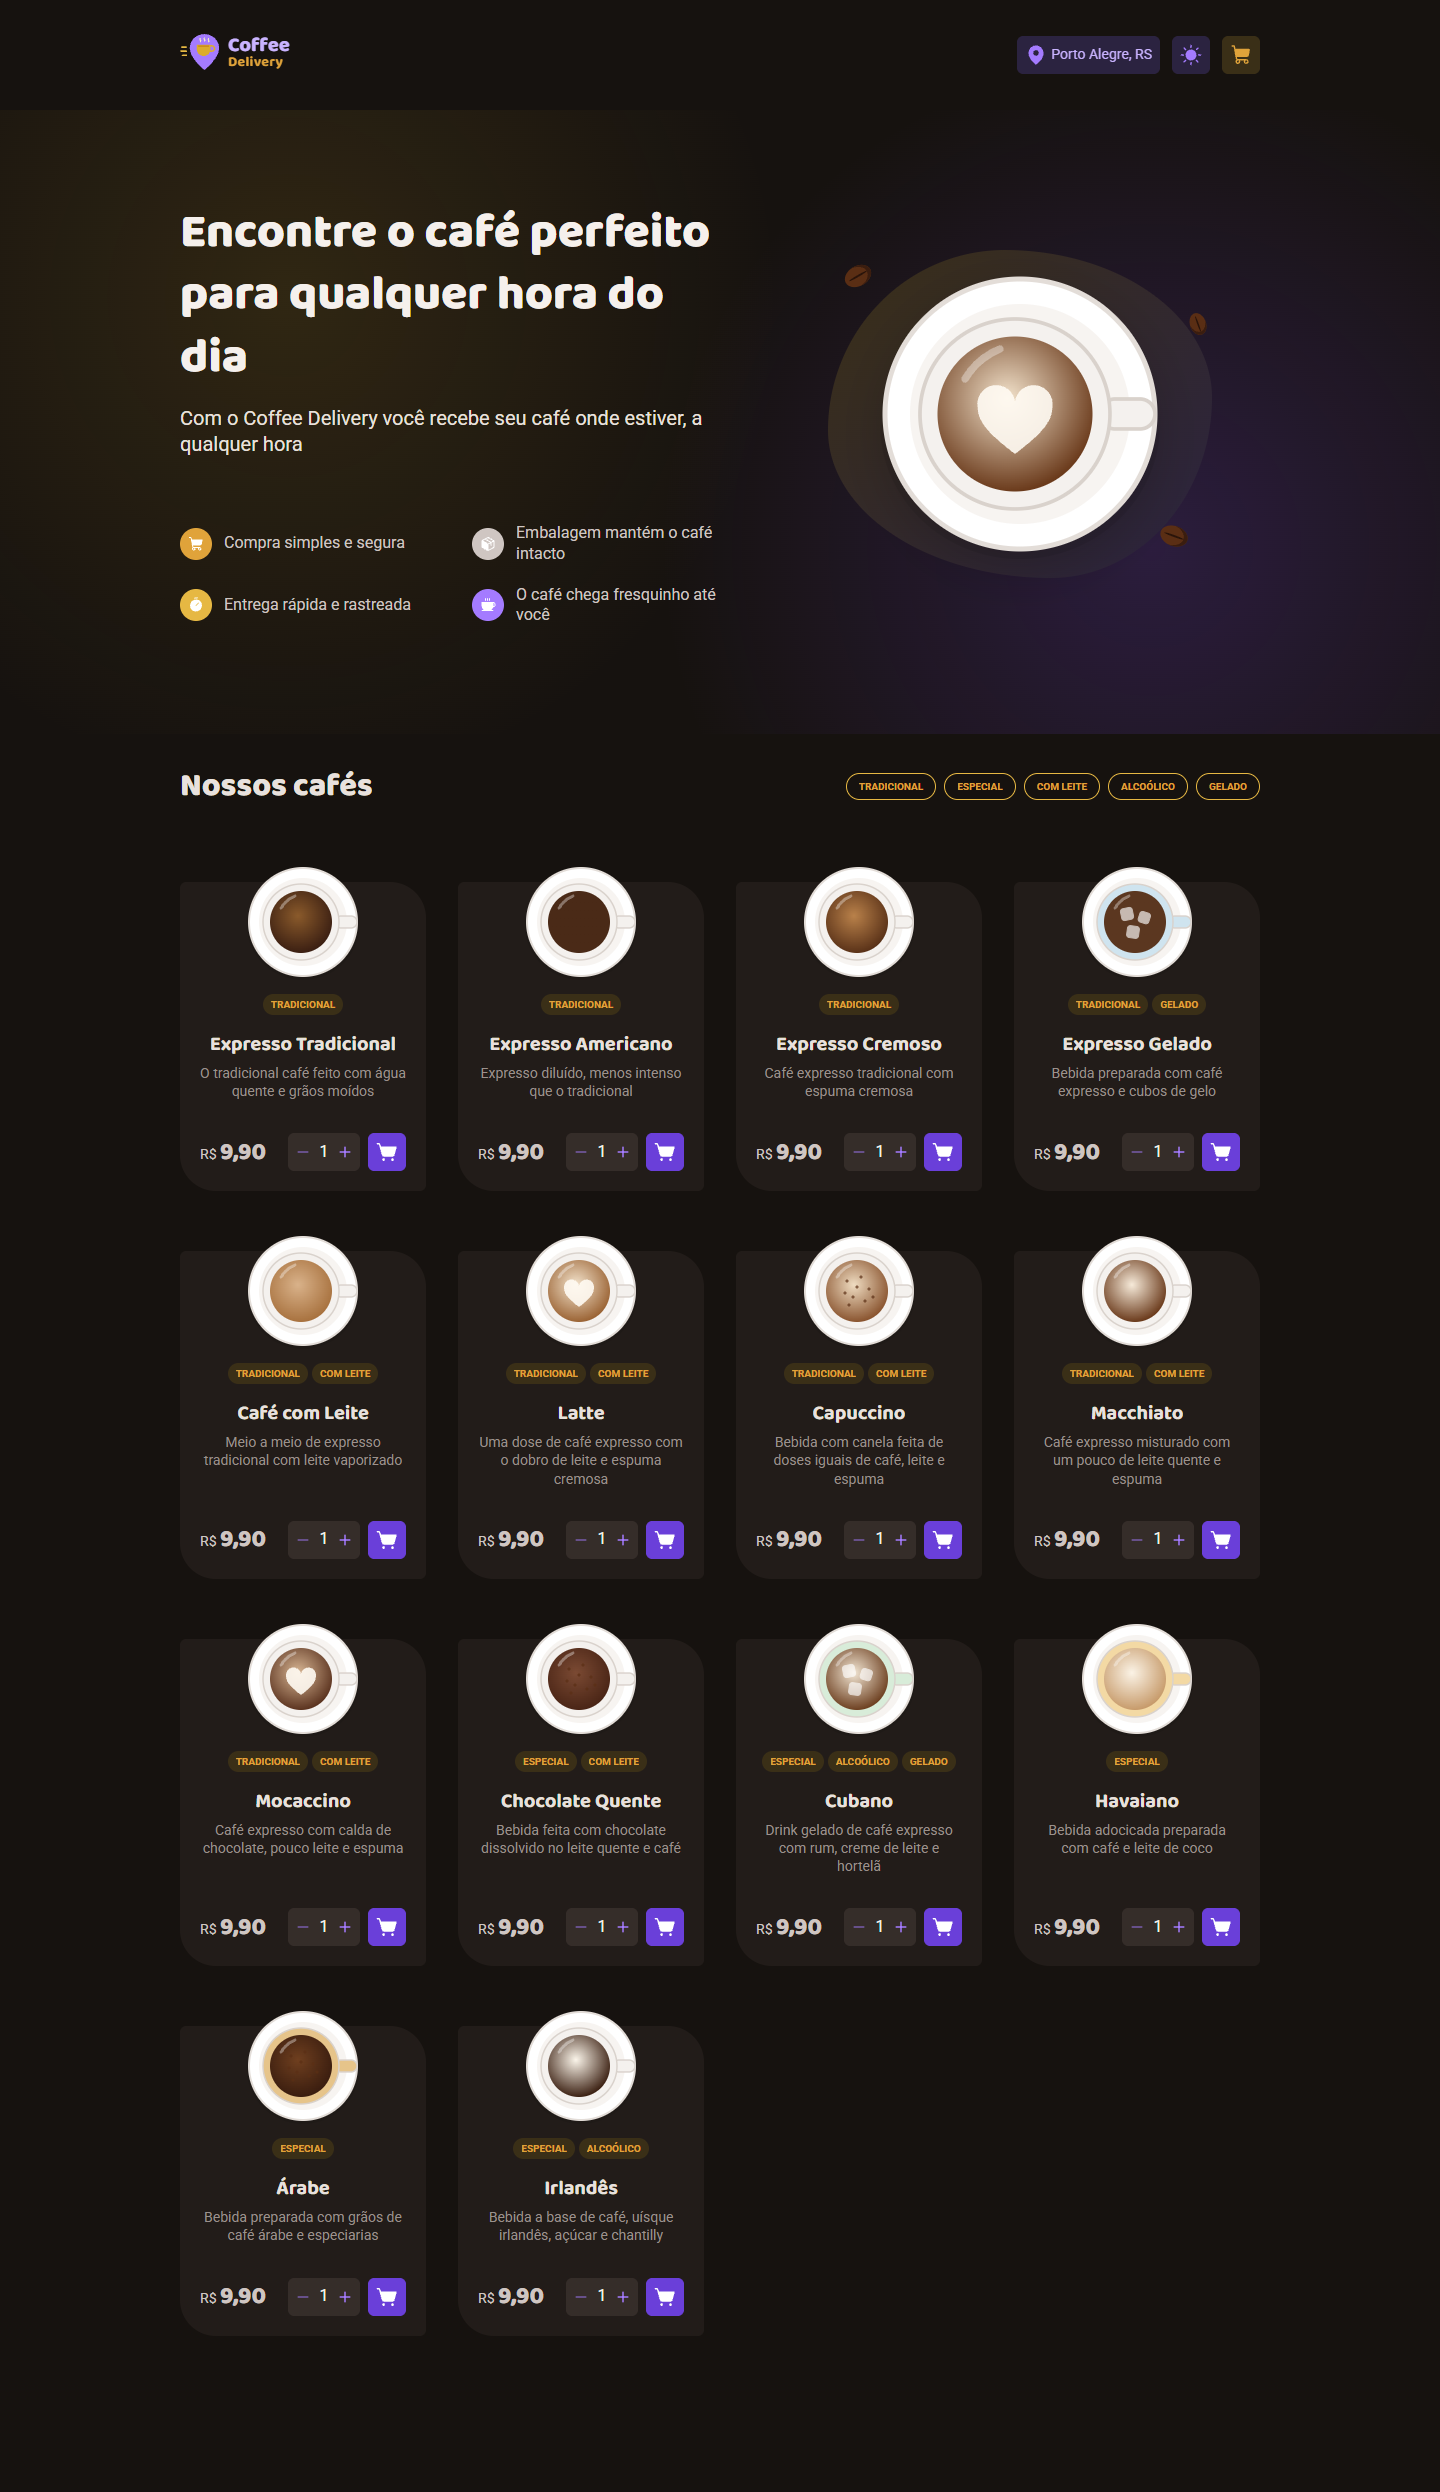 Coffee
Delivery
Porto Alegre, RS
Encontre o café perfeito
para qualquer hora do
dia
Com o Coffee Delivery você recebe seu café onde estiver, a
qualquer hora
Compra simples e segura
Embalagem mantém o café
intacto
Entrega rápida e rastreada
O café chega fresquinho até
você
Nossos cafés
TRADICIONAL
ESPECIAL
COM LEITE
ALCOÓLICO
GELADO
TRADICIONAL
Expresso Tradicional
O tradicional café feito com água
quente e grãos moídos
R$ 9,90
1
TRADICIONAL
Expresso Americano
Expresso diluído, menos intenso
que o tradicional
R$ 9,90
1
TRADICIONAL
Expresso Cremoso
Café expresso tradicional com
espuma cremosa
R$ 9,90
1
TRADICIONAL GELADO
Expresso Gelado
Bebida preparada com café
expresso e cubos de gelo
R$ 9,90
1
TRADICIONAL COM LEITE
Café com Leite
Meio a meio de expresso
tradicional com leite vaporizado
R$ 9,90
1
TRADICIONAL COM LEITE
Latte
Uma dose de café expresso com
o dobro de leite e espuma
cremosa
R$ 9,90
1
TRADICIONAL COM LEITE
Capuccino
Bebida com canela feita de
doses iguais de café, leite e
espuma
R$ 9,90
1
TRADICIONAL COM LEITE
Macchiato
Café expresso misturado com
um pouco de leite quente e
espuma
R$ 9,90
1
TRADICIONAL COM LEITE
Mocaccino
Café expresso com calda de
chocolate, pouco leite e espuma
R$ 9,90
1
ESPECIAL COM LEITE
Chocolate Quente
Bebida feita com chocolate
dissolvido no leite quente e café
R$ 9,90
1
ESPECIAL ALCOÓLICO GELADO
Cubano
Drink gelado de café expresso
com rum, creme de leite e
hortelã
R$ 9,90
1
ESPECIAL
Havaiano
Bebida adocicada preparada
com café e leite de coco
R$ 9,90
1
ESPECIAL
Árabe
Bebida preparada com grãos de
café árabe e especiarias
R$ 9,90
1
ESPECIAL ALCOÓLICO
Irlandês
Bebida a base de café, uísque
irlandês, açúcar e chantilly
R$ 9,90
1